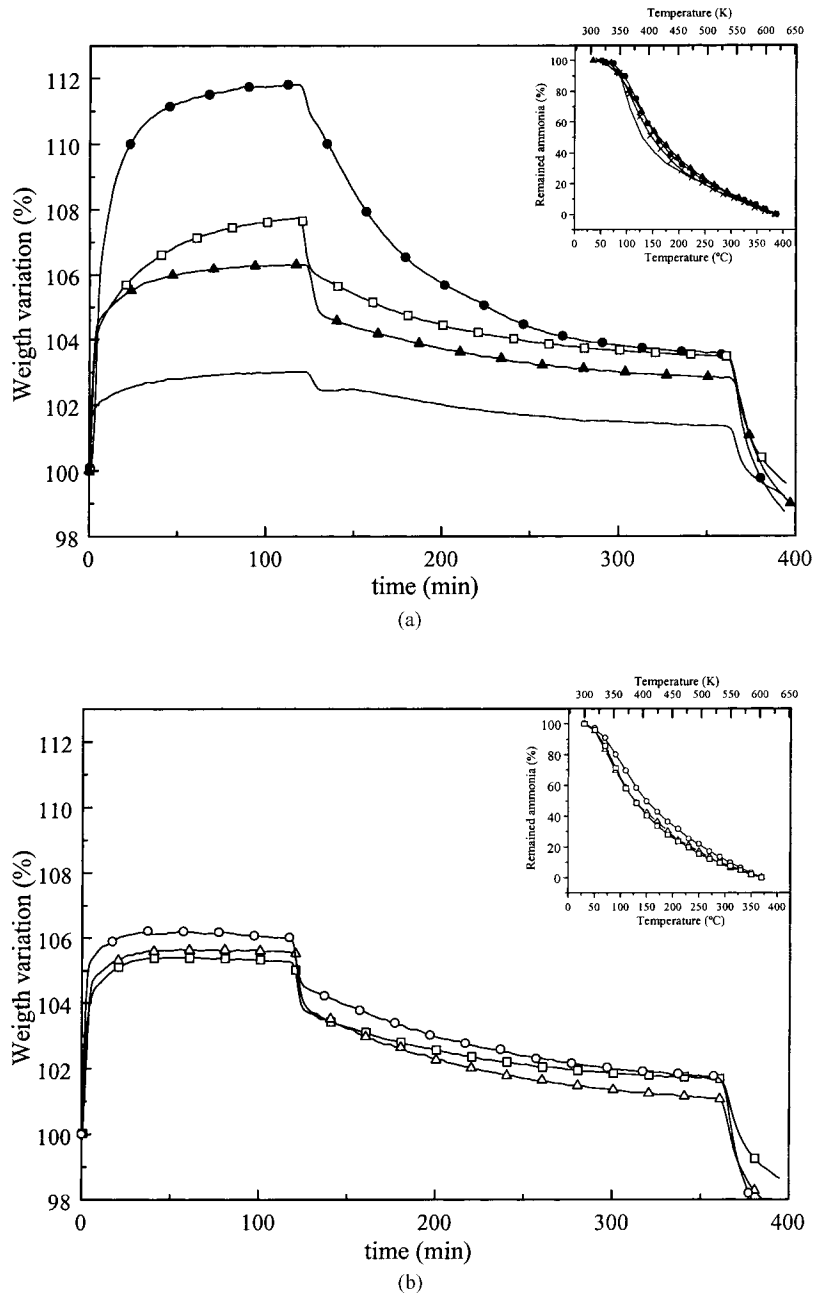 Temperature (K)
300 350 400 450 500 550 600 650
100
80
60
40
20
0
Remained ammonia (%)
0 50 100 150 200 250 300 350 400
Temperature (°C)
112
110
108
106
104
102
100
98
Weigth variation (%)
0 100 200 300 400
time (min)
(a)
Temperature (K)
300 350 400 450 500 550 600 650
100
80
60
40
20
0
Remained ammonia (%)
0 50 100 150 200 250 300 350 400
Temperature (°C)
112
110
108
106
104
102
100
98
Weigth variation (%)
0 100 200 300 400
time (min)
(b)